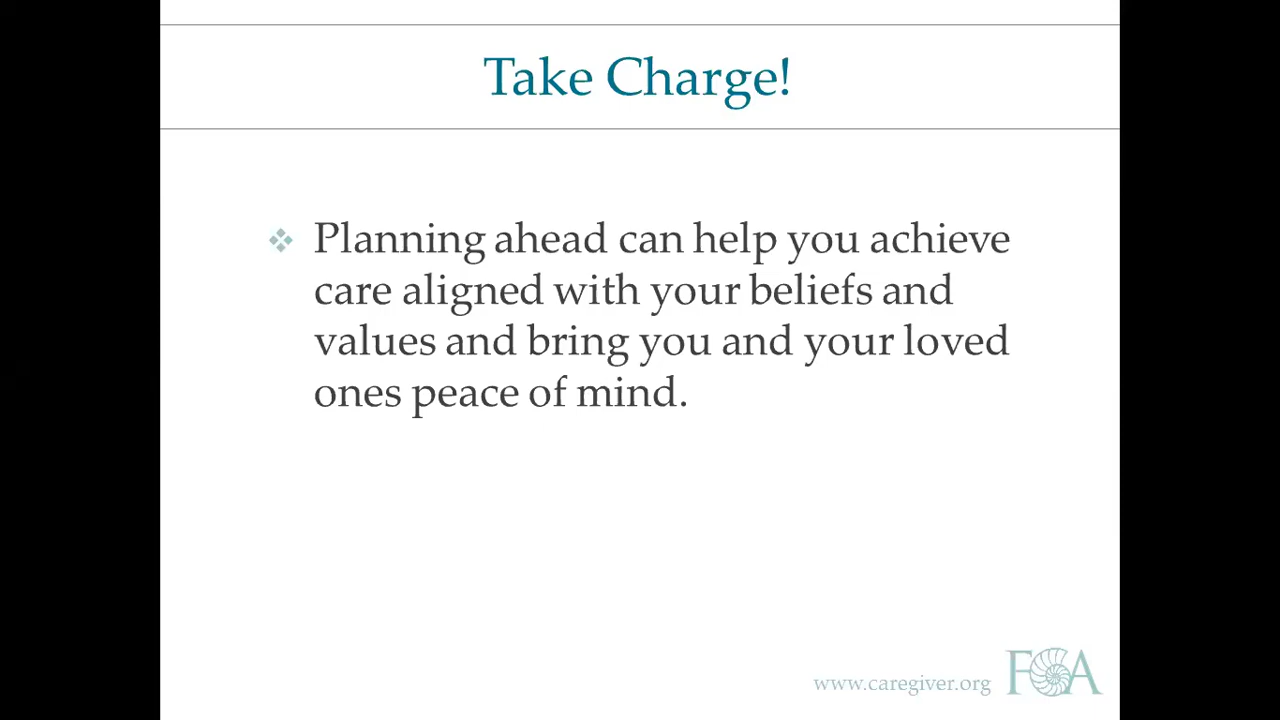 Take Charge!
Planning ahead can help you achieve
care aligned with your beliefs and
values and bring you and your loved
ones peace of mind.
www.caregiver.org FCA